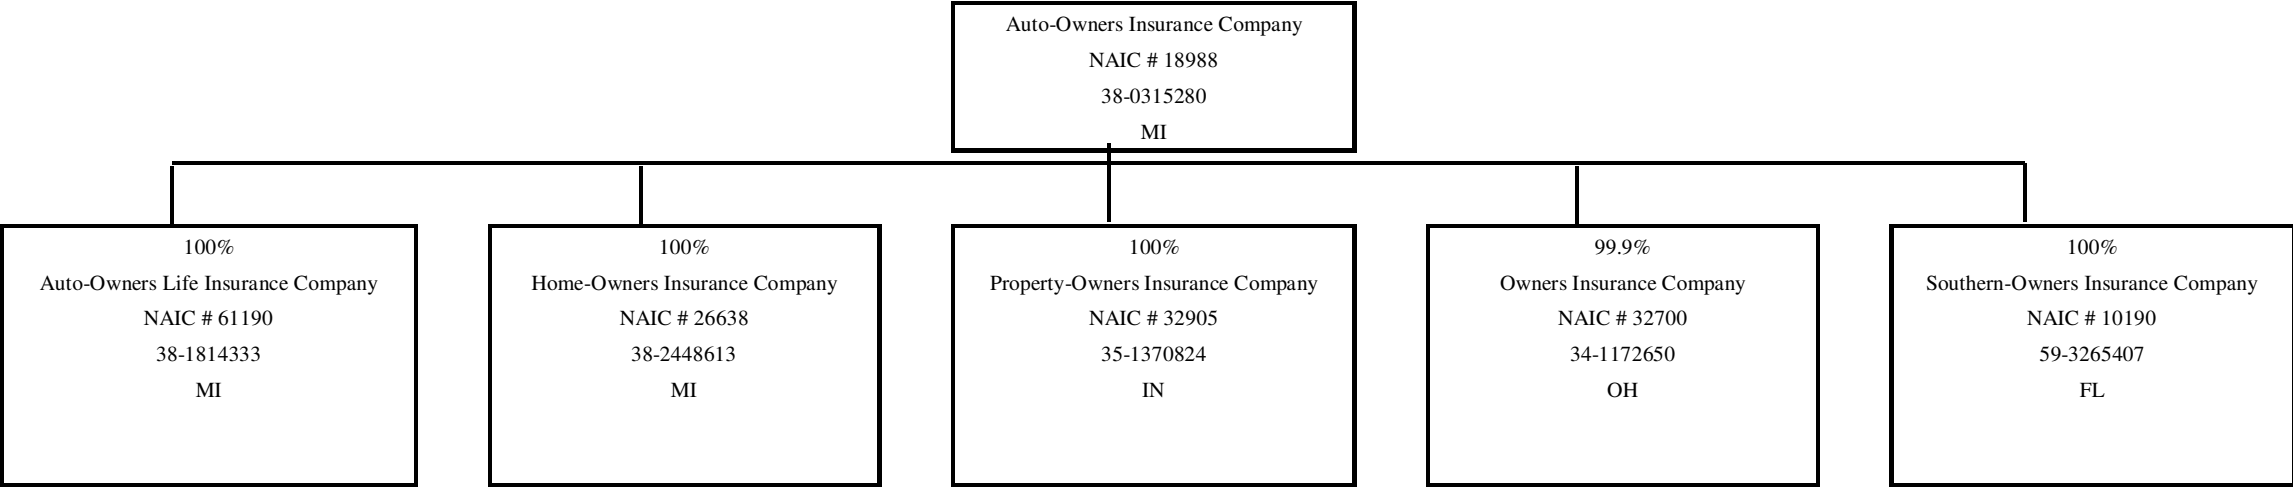 Auto-Owners Insurance Company
NAIC # 18988
38-0315280
MI
100%
Auto-Owners Life Insurance Company
NAIC # 61190
38-1814333
MI
100%
Home-Owners Insurance Company
NAIC # 26638
38-2448613
MI
100%
Property-Owners Insurance Company
NAIC # 32905
35-1370824
IN
99.9%
Owners Insurance Company
NAIC # 32700
34-1172650
OH
100%
Southern-Owners Insurance Company
NAIC # 10190
59-3265407
FL